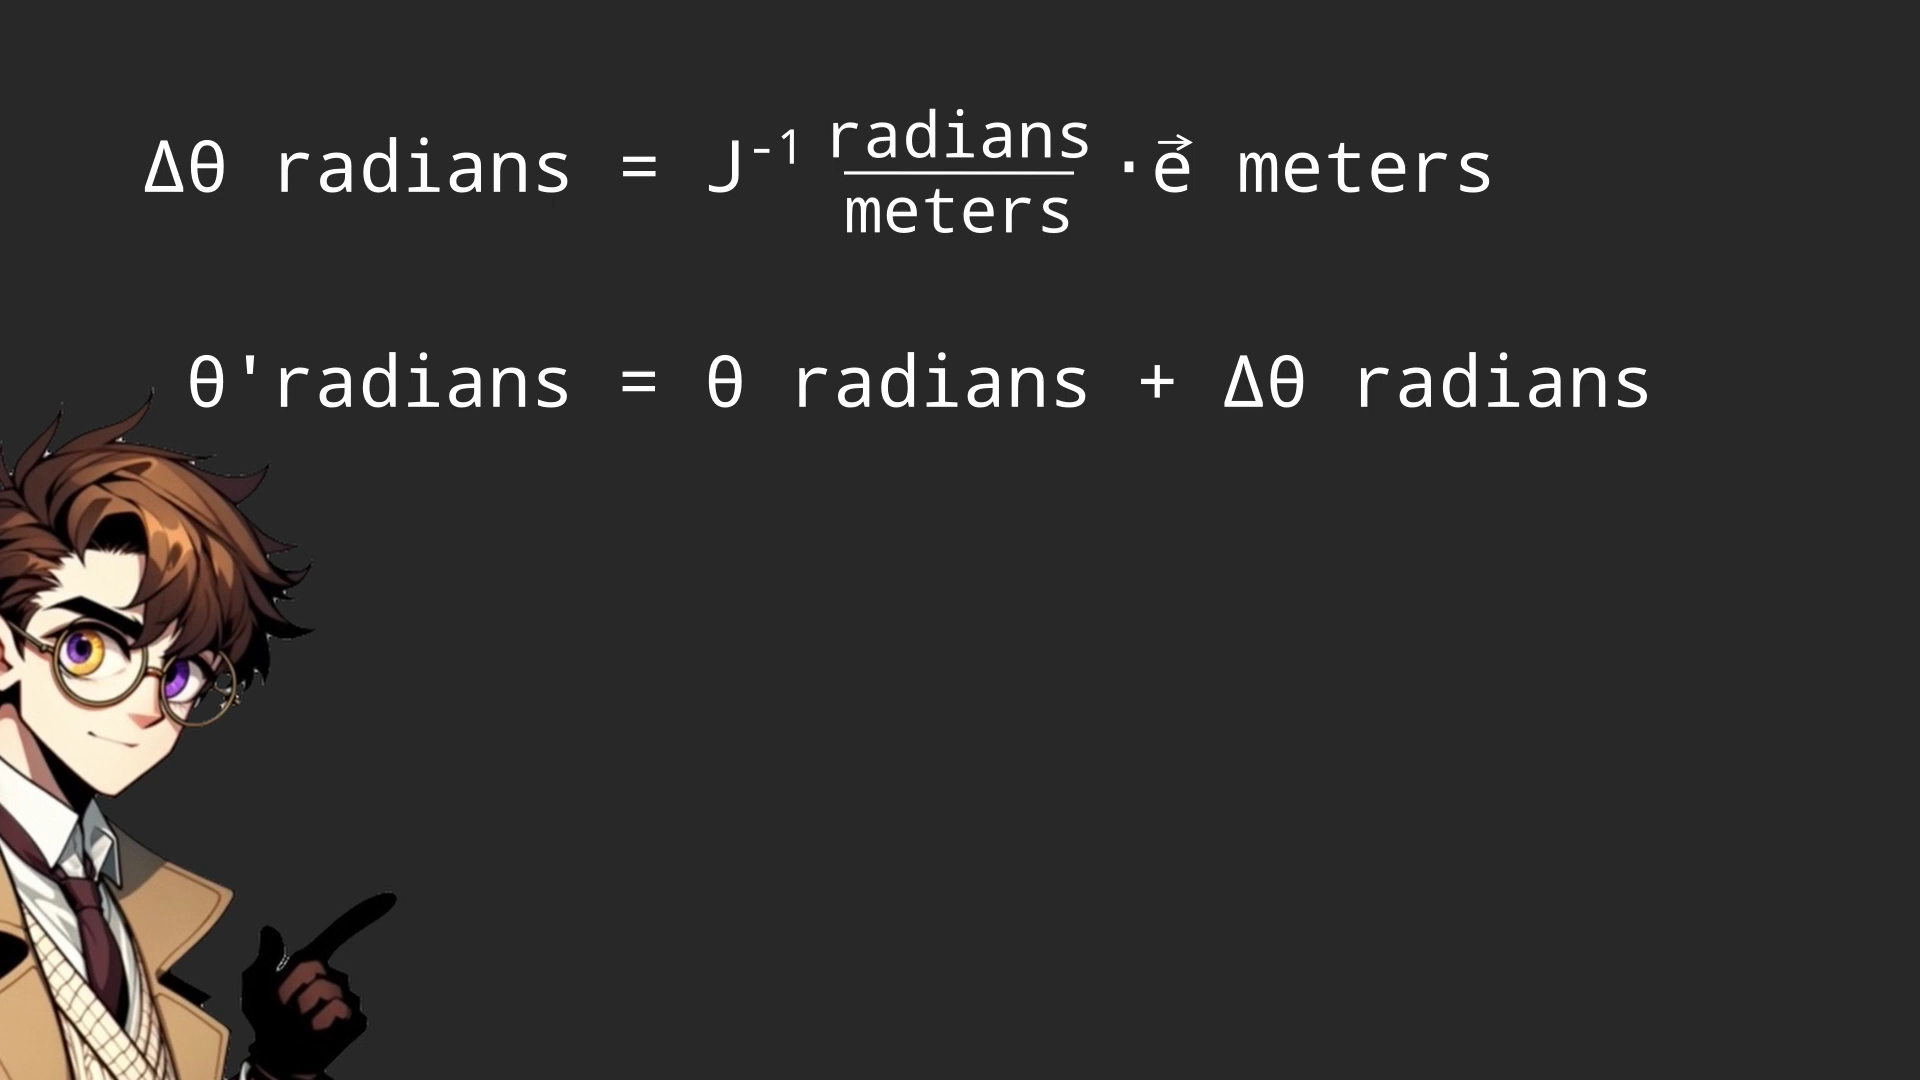 Δθ radians = J⁻¹ radians/meters ·e⃗ meters
θ'radians = θ radians + Δθ radians